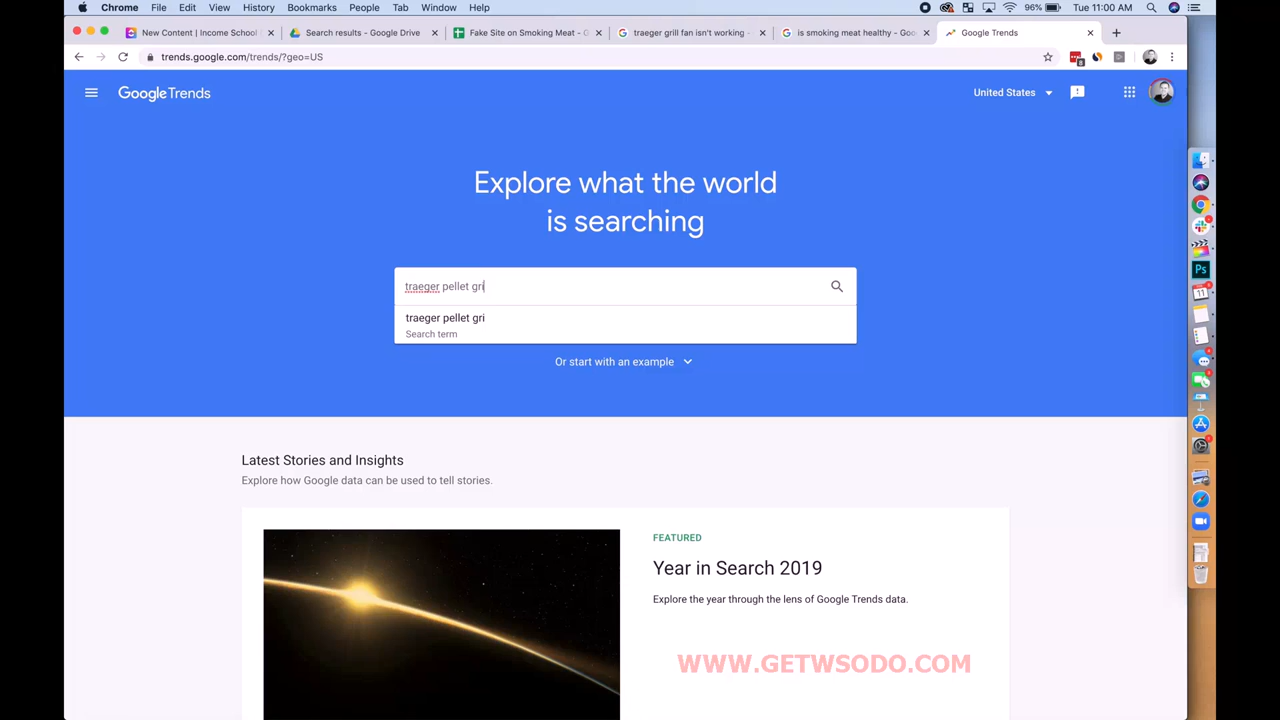 Chrome File Edit View History Bookmarks People Tab Window Help 96% Tue 11:00 AM
New Content | Income School
Search results - Google Drive
Fake Site on Smoking Meat - G
traeger grill fan isn't working -
is smoking meat healthy - Goo
Google Trends
trends.google.com/trends/?geo=US
Google Trends
United States
Explore what the world
is searching
traeger pellet gri
traeger pellet gri
Search term
Or start with an example
Latest Stories and Insights
Explore how Google data can be used to tell stories.
FEATURED
Year in Search 2019
Explore the year through the lens of Google Trends data.
WWW.GETWSODO.COM